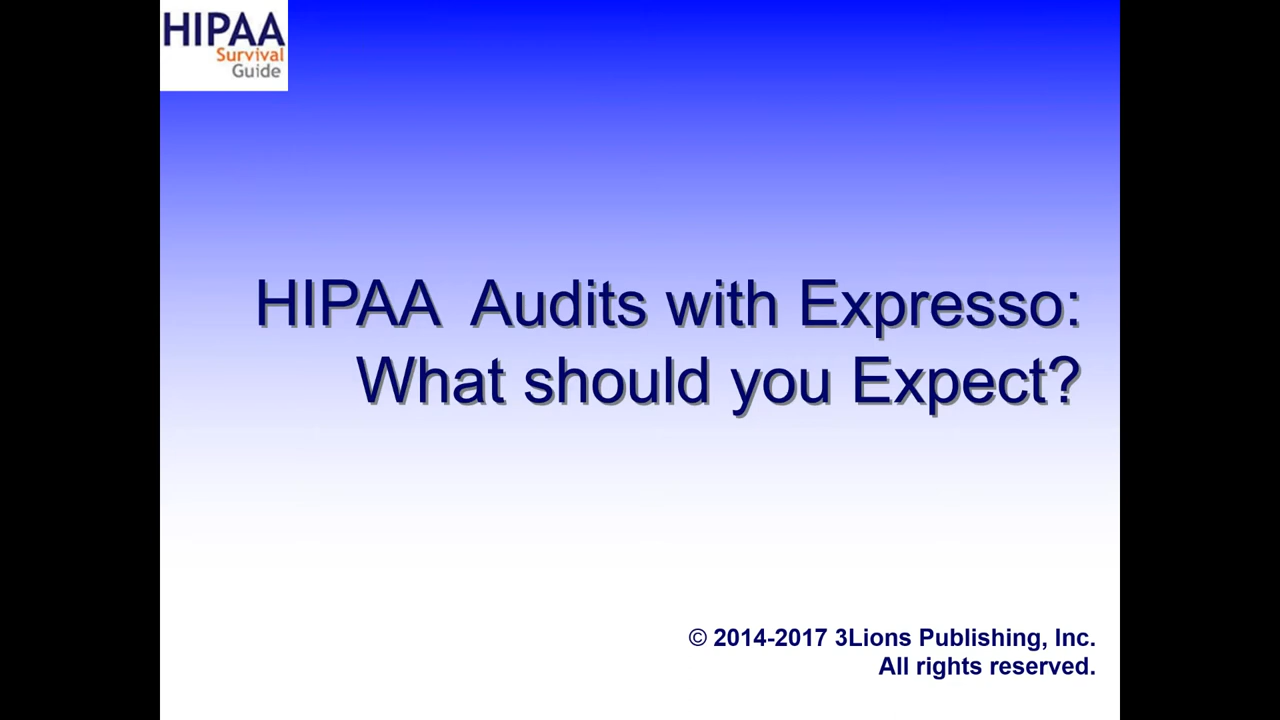 HIPAA
Survival
Guide
HIPAA  Audits with Expresso:
What should you Expect?
© 2014-2017 3Lions Publishing, Inc.
All rights reserved.